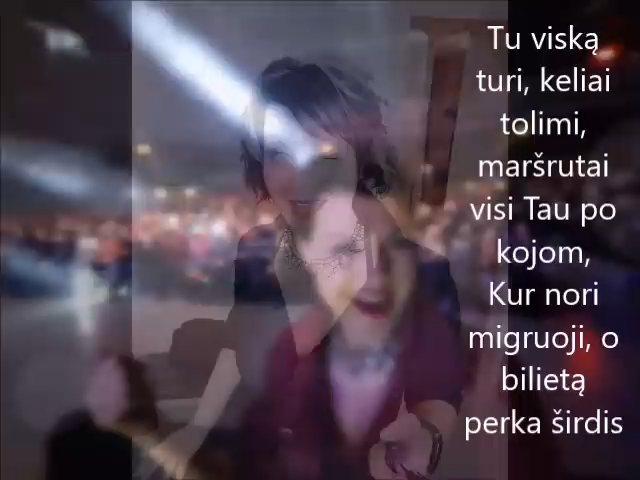 Tu viską
turi, keliai
tolimi,
maršrutai
visi Tau po
kojom,
Kur nori
migruoji, o
bilietą
perka širdis